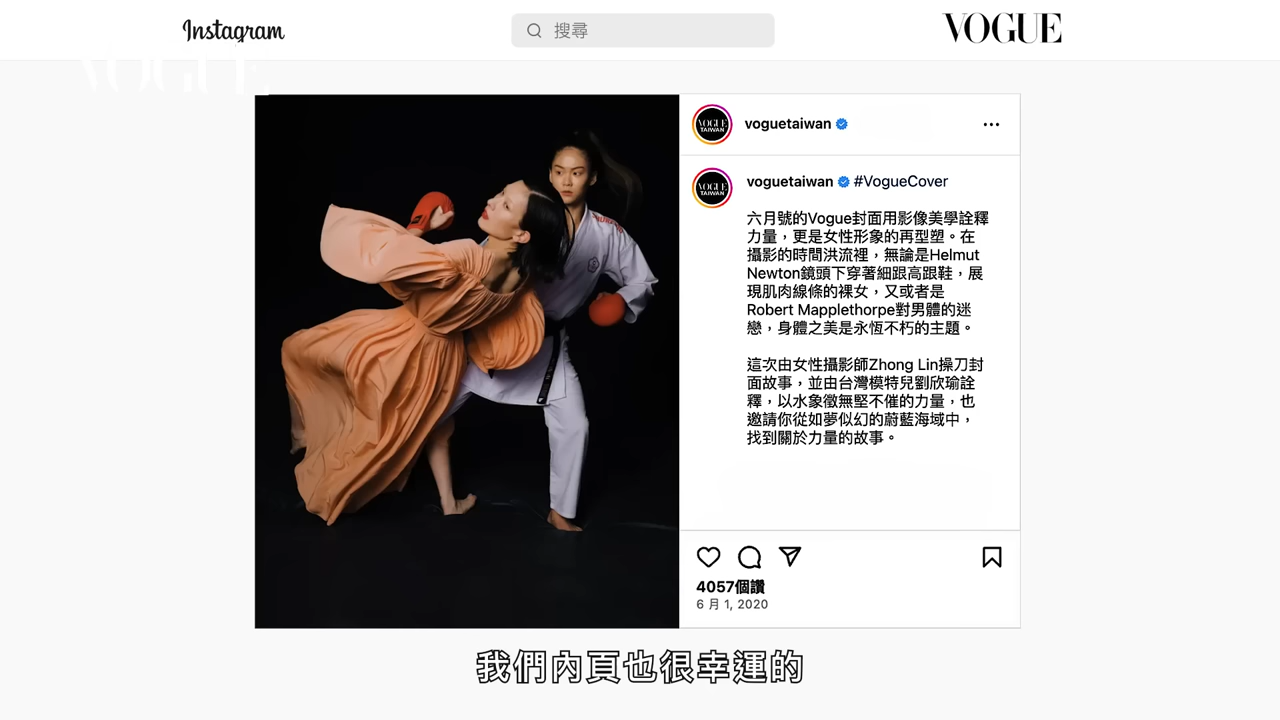 Instagram
搜尋
VOGUE
VOGUE
VOGUE
TAIWAN
voguetaiwan
VOGUE
TAIWAN
voguetaiwan #VogueCover
六月號的Vogue封面用影像美學詮釋
力量，更是女性形象的再型塑。在
攝影的時間洪流裡，無論是Helmut
Newton鏡頭下穿著細跟高跟鞋，展
現肌肉線條的裸女，又或者是
Robert Mapplethorpe對男體的迷
戀，身體之美是永恆不朽的主題。
這次由女性攝影師Zhong Lin操刀封
面故事，並由台灣模特兒劉欣瑜詮
釋，以水象徵無堅不催的力量，也
邀請你從如夢似幻的蔚藍海域中，
找到關於力量的故事。
4057個讚
6 月 1, 2020
我們內頁也很幸運的